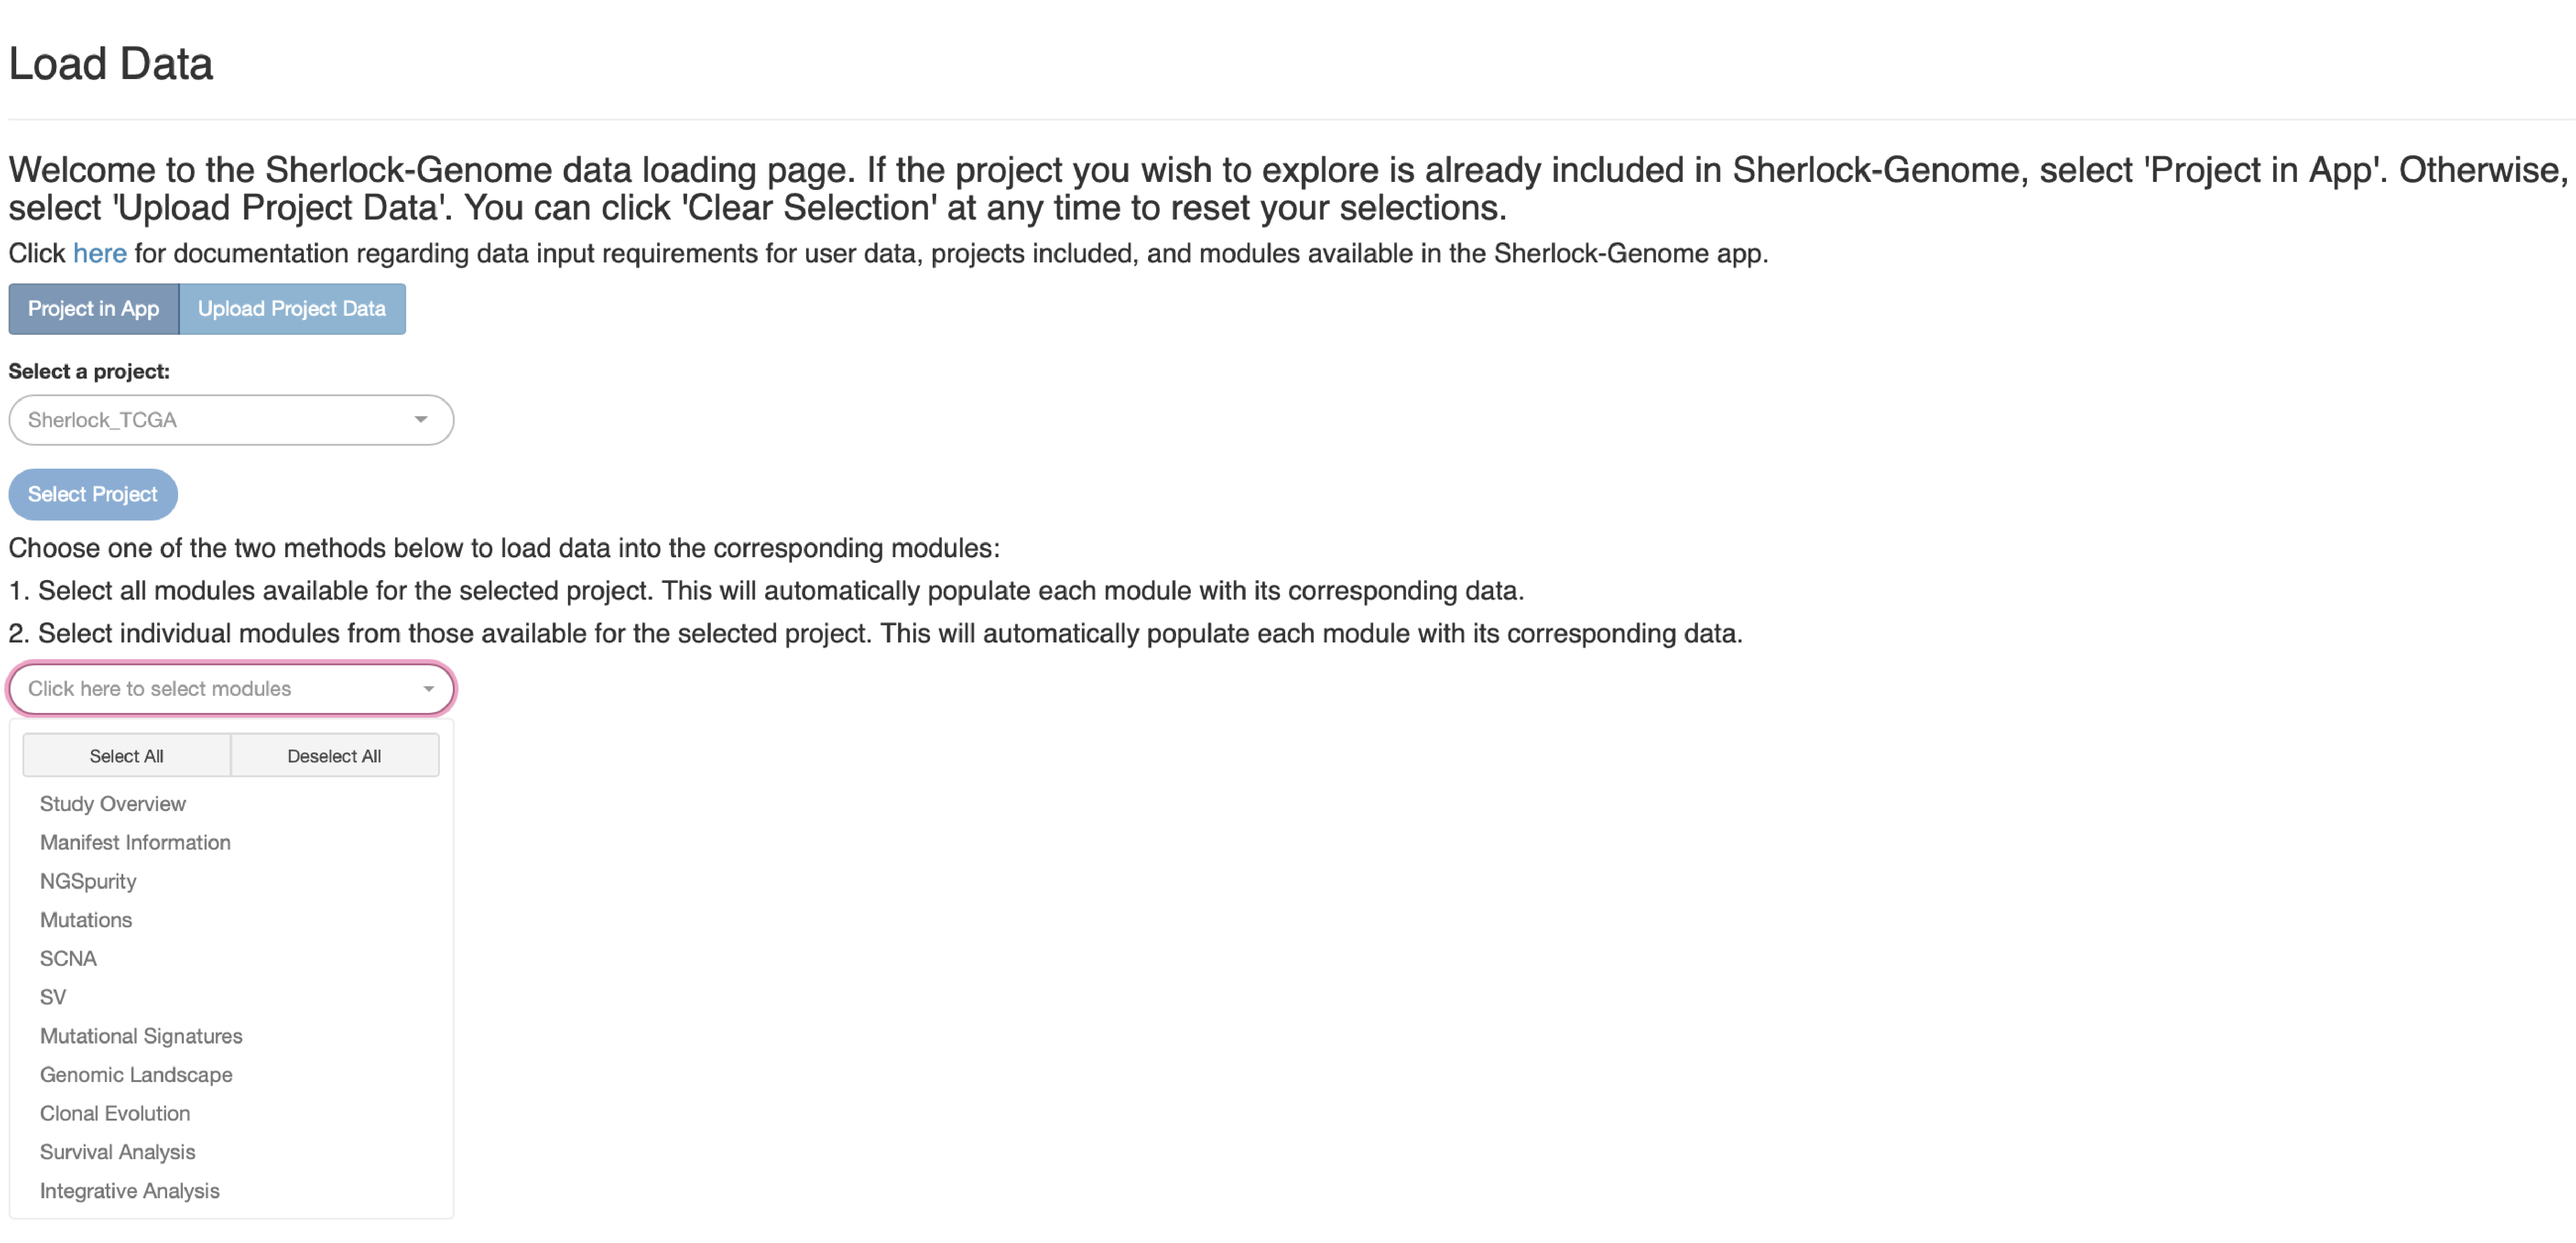 Load Data
Welcome to the Sherlock-Genome data loading page. If the project you wish to explore is already included in Sherlock-Genome, select 'Project in App'. Otherwise,
select 'Upload Project Data'. You can click 'Clear Selection' at any time to reset your selections.
Click here for documentation regarding data input requirements for user data, projects included, and modules available in the Sherlock-Genome app.
Project in App Upload Project Data
Select a project:
Sherlock_TCGA
Select Project
Choose one of the two methods below to load data into the corresponding modules:
1. Select all modules available for the selected project. This will automatically populate each module with its corresponding data.
2. Select individual modules from those available for the selected project. This will automatically populate each module with its corresponding data.
Click here to select modules
Select All Deselect All
Study Overview
Manifest Information
NGSpurity
Mutations
SCNA
SV
Mutational Signatures
Genomic Landscape
Clonal Evolution
Survival Analysis
Integrative Analysis